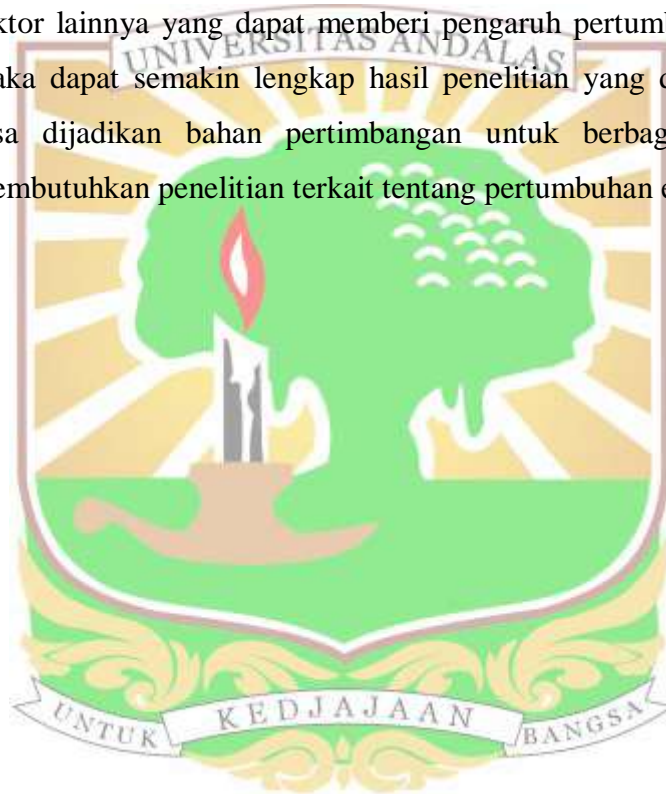 ktor lainnya yang dapat memberi pengaruh pertumb
UNIVERSITAS ANDALAS
aka dapat semakin lengkap hasil penelitian yang d
sa dijadikan bahan pertimbangan untuk berbag
embutuhkan penelitian terkait tentang pertumbuhan e
UNTUK KEDJAJAAN BANGSA